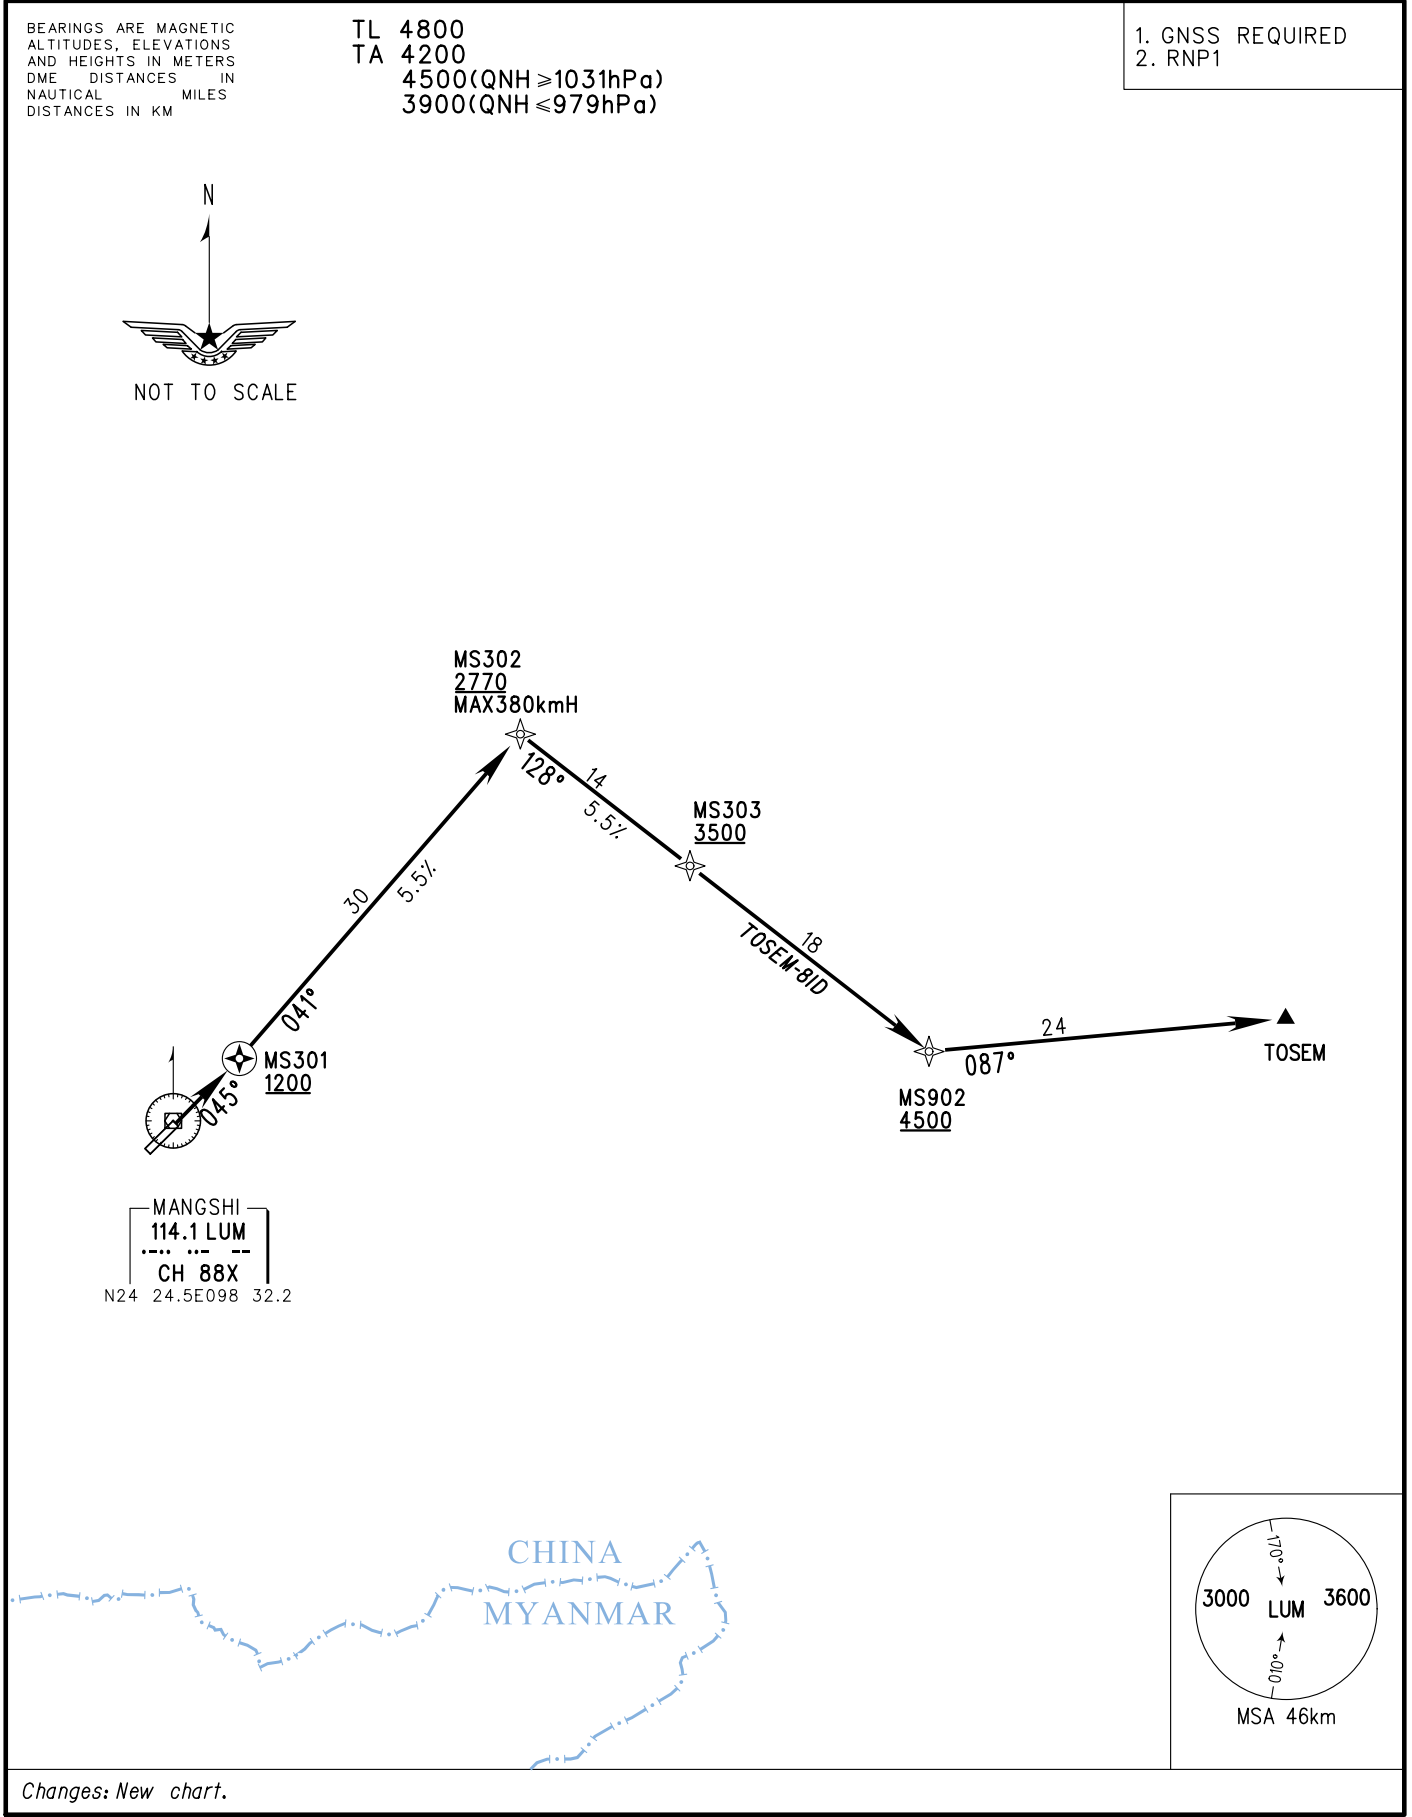 BEARINGS ARE MAGNETIC
ALTITUDES, ELEVATIONS
AND HEIGHTS IN METERS
DME DISTANCES IN
NAUTICAL MILES
DISTANCES IN KM
TL 4800
TA 4200
4500(QNH≥1031hPa)
3900(QNH≤979hPa)
1. GNSS REQUIRED
2. RNP1
N
NOT TO SCALE
MS302
2770
MAX380kmH
128°
14
5.5%
MS303
3500
30
5.5%
041°
18
TOSEM-81D
MS301
1200
045°
24
087°
TOSEM
MS902
4500
MANGSHI
114.1 LUM
CH 88X
N24 24.5E098 32.2
CHINA
MYANMAR
170°
3000
LUM
3600
010°
MSA 46km
Changes: New chart.